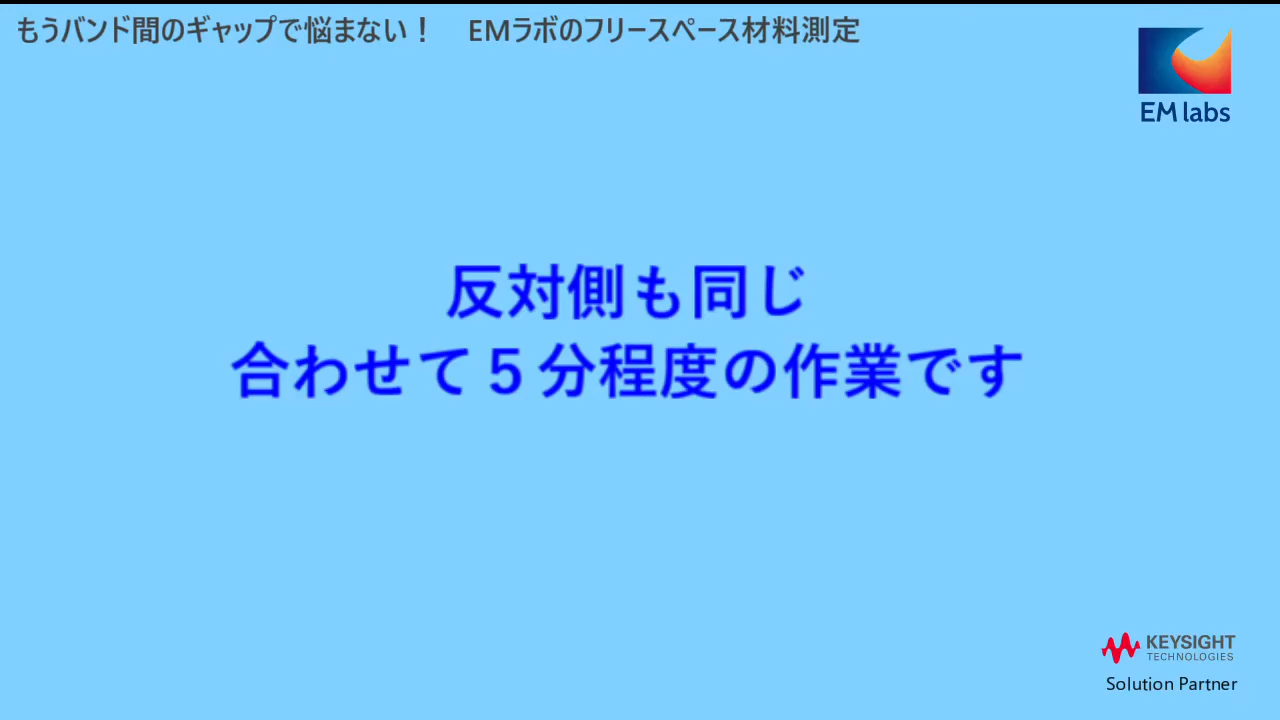 もうバンド間のギャップで悩まない！　EMラボのフリースペース材料測定
EM labs
反対側も同じ
合わせて５分程度の作業です
KEYSIGHT
TECHNOLOGIES
Solution Partner